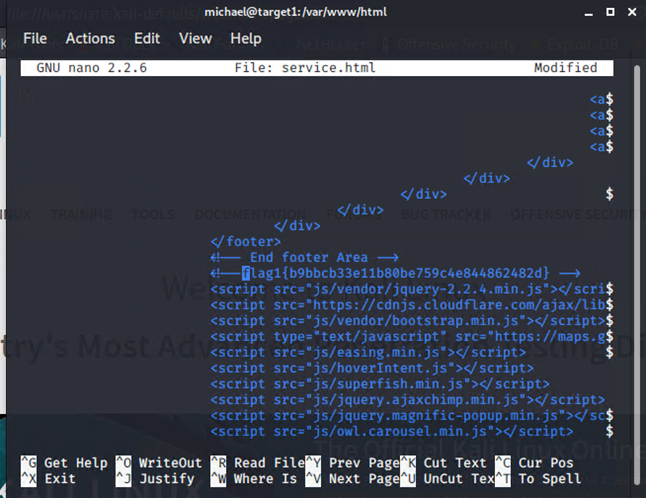 michael@target1:/var/www/html
File Actions Edit View Help
GNU nano 2.2.6 File: service.html Modified
<a$
<a$
<a$
<a$
</div>
</div>
</div> $
</div>
</div>
</footer>
<!-- End footer Area -->
<!--flag1{b9bbcb33e11b80be759c4e844862482d} -->
<script src="js/vendor/jquery-2.2.4.min.js"></scri$
<script src="https://cdnjs.cloudflare.com/ajax/lib$
<script src="js/vendor/bootstrap.min.js"></script>$
<script type="text/javascript" src="https://maps.g$
<script src="js/easing.min.js"></script> $
<script src="js/hoverIntent.js"></script>
<script src="js/superfish.min.js"></script>
<script src="js/jquery.ajaxchimp.min.js"></script>
<script src="js/jquery.magnific-popup.min.js"></sc$
<script src="js/owl.carousel.min.js"></script> $
^G Get Help ^O WriteOut ^R Read File ^Y Prev Page ^K Cut Text ^C Cur Pos
^X Exit ^J Justify ^W Where Is ^V Next Page ^U UnCut Tex ^T To Spell